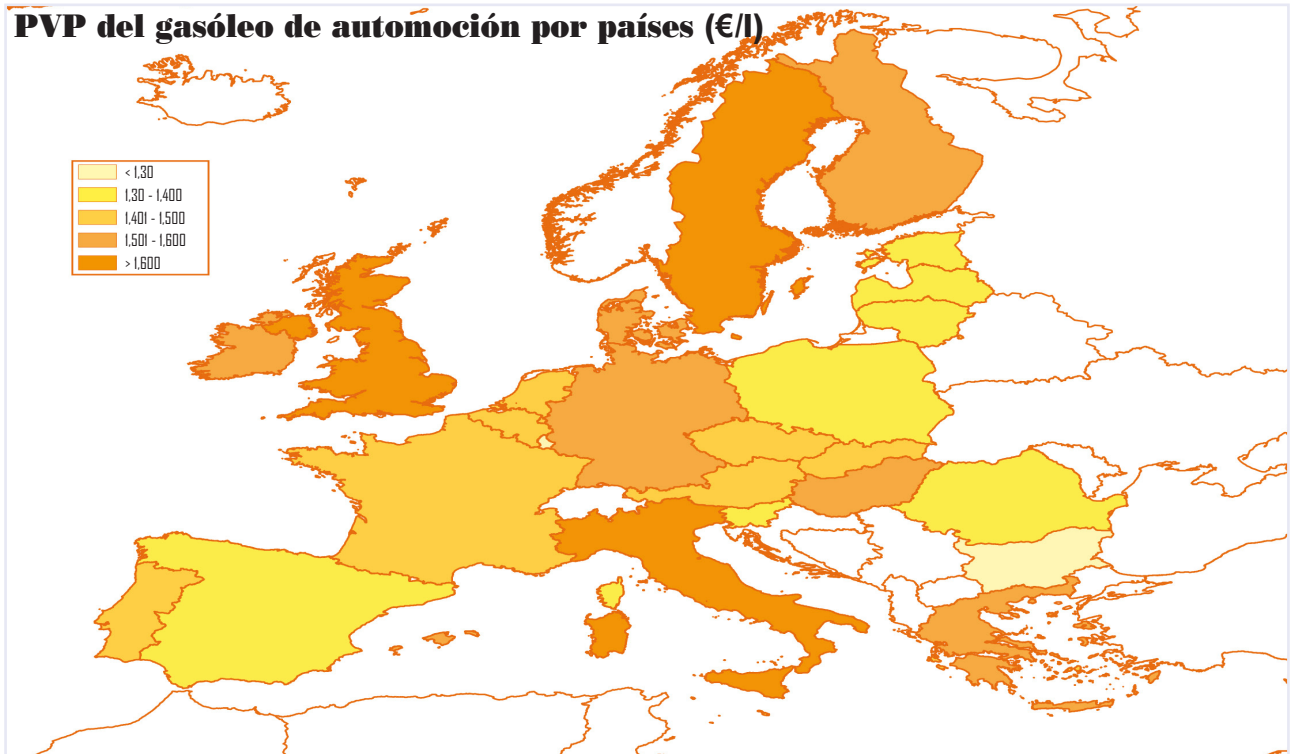 PVP del gasóleo de automoción por países (€/l)
< 1,30
1,30 - 1,400
1,401 - 1,500
1,501 - 1,600
> 1,600